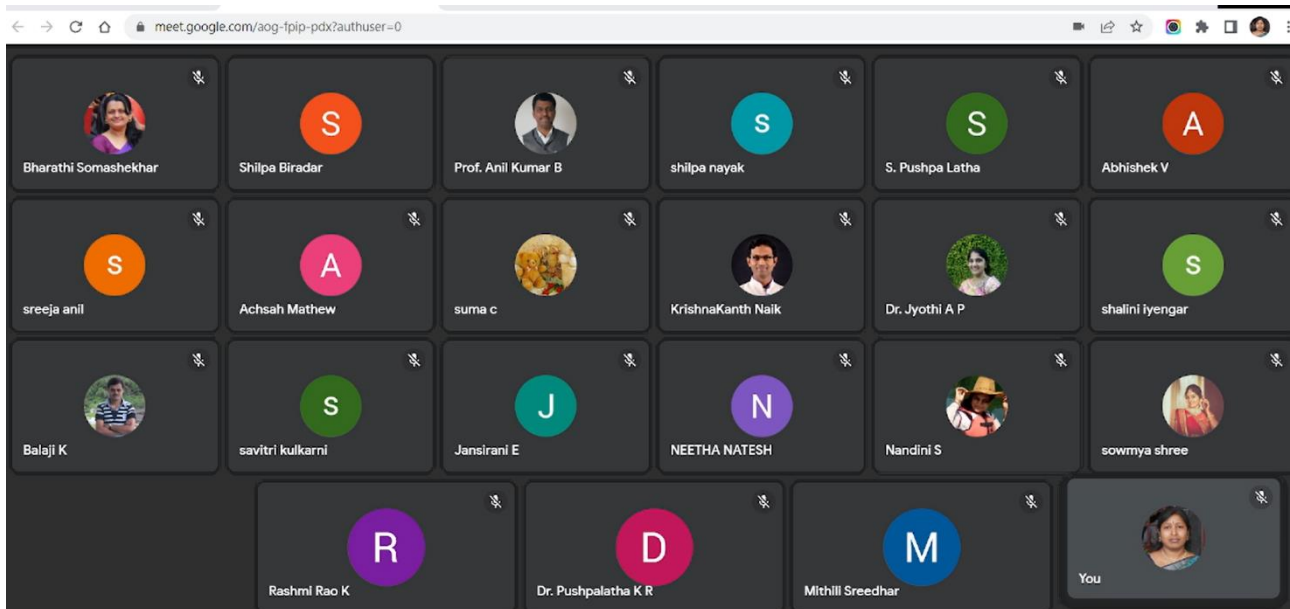 meet.google.com/aog-fpip-pdx?authuser=0
Bharathi Somashekhar
S
Shilpa Biradar
Prof. Anil Kumar B
s
shilpa nayak
S
S. Pushpa Latha
A
Abhishek V
s
sreeja anil
A
Achsah Mathew
suma c
KrishnaKanth Naik
Dr. Jyothi A P
s
shalini iyengar
Balaji K
s
savitri kulkarni
J
Jansirani E
N
NEETHA NATESH
Nandini S
sowmya shree
R
Rashmi Rao K
D
Dr. Pushpalatha K R
M
Mithili Sreedhar
You